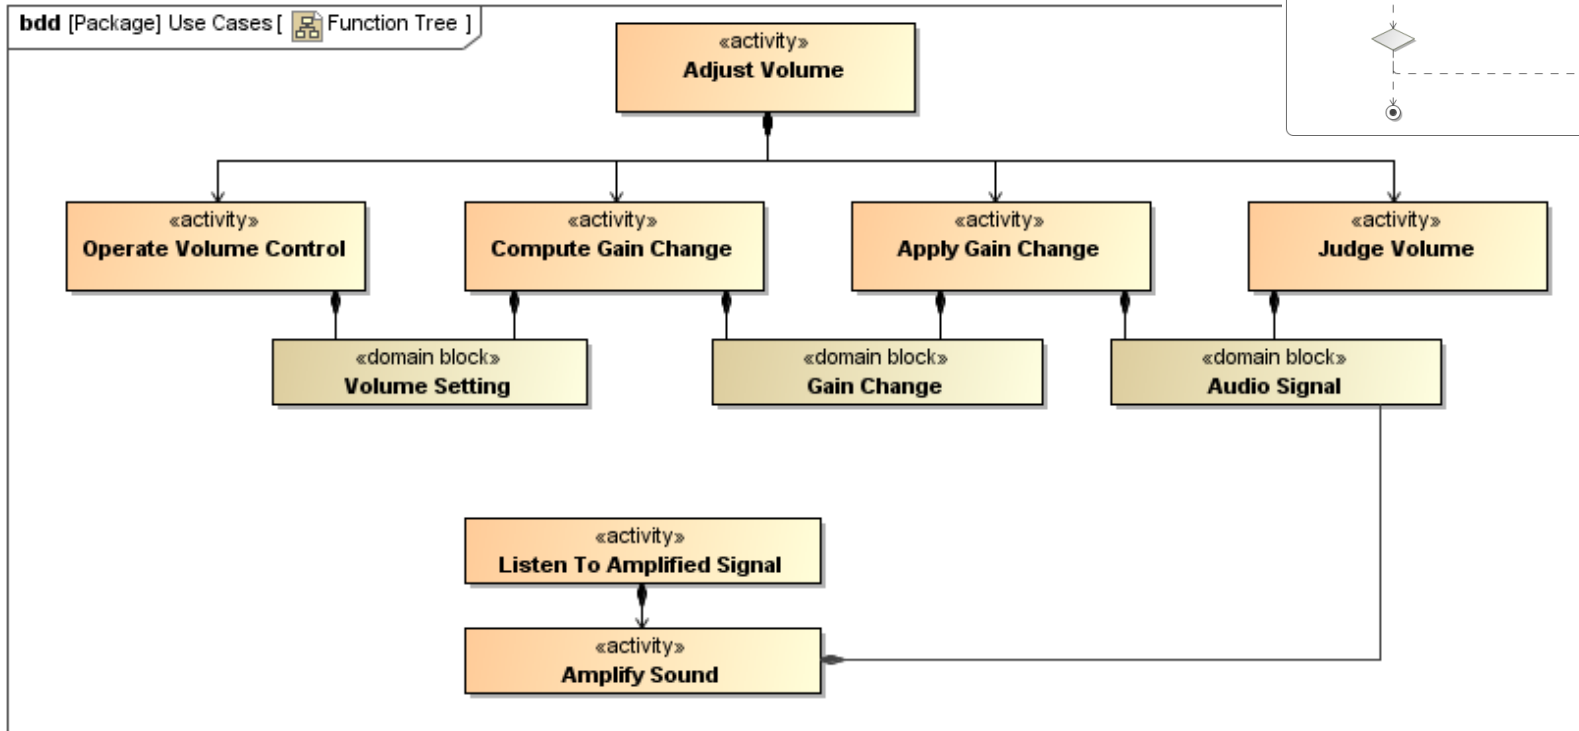 bdd [Package] Use Cases [ Function Tree ]
«activity»
Adjust Volume
«activity»
Operate Volume Control
«activity»
Compute Gain Change
«activity»
Apply Gain Change
«activity»
Judge Volume
«domain block»
Volume Setting
«domain block»
Gain Change
«domain block»
Audio Signal
«activity»
Listen To Amplified Signal
«activity»
Amplify Sound